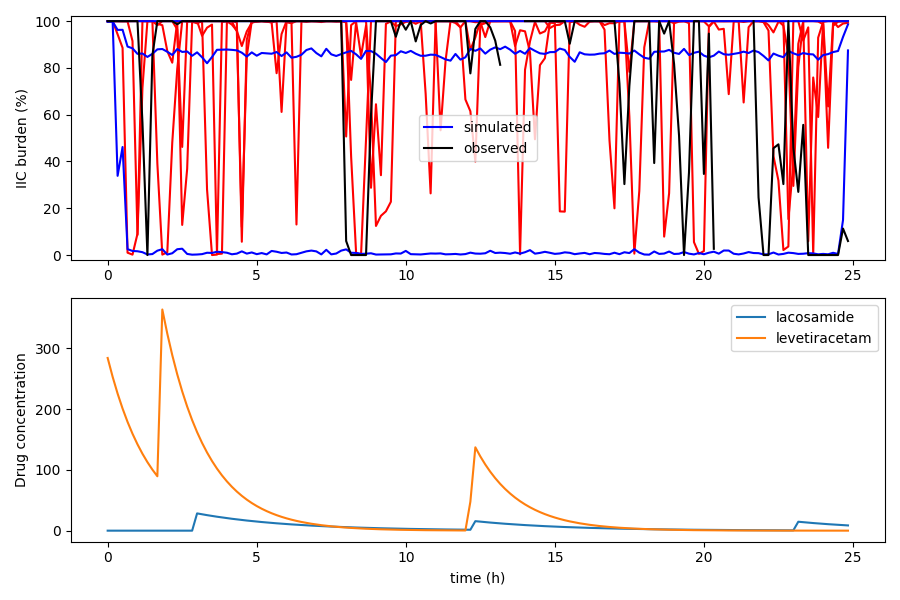 IIC burden (%)
100
80
60
40
20
0
simulated
observed
0 5 10 15 20 25
Drug concentration
300
200
100
0
lacosamide
levetiracetam
0 5 10 15 20 25
time (h)